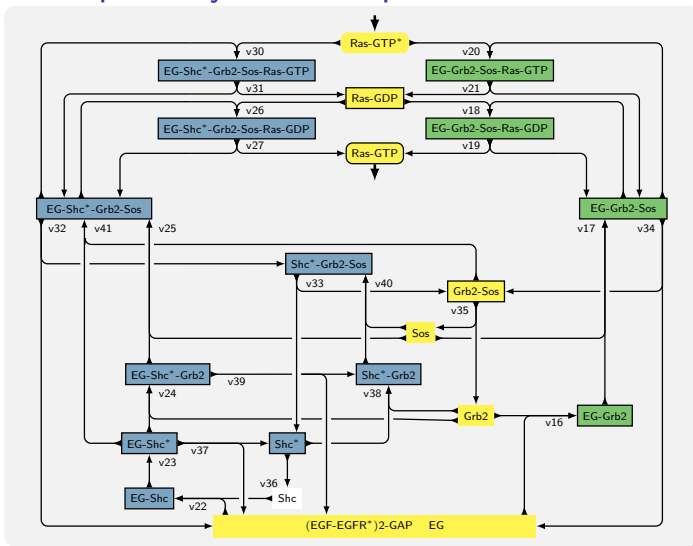 Ras-GTP*
v30
v20
EG-Shc*-Grb2-Sos-Ras-GTP
EG-Grb2-Sos-Ras-GTP
v31
v21
Ras-GDP
v26
v18
EG-Shc*-Grb2-Sos-Ras-GDP
EG-Grb2-Sos-Ras-GDP
v27
v19
Ras-GTP
EG-Shc*-Grb2-Sos
EG-Grb2-Sos
v32 v41 v25
v17 v34
Shc*-Grb2-Sos
v33
v40
Grb2-Sos
v35
Sos
EG-Shc*-Grb2
v39
Shc*-Grb2
v24
v38
Grb2
v16
EG-Grb2
EG-Shc*
v37
Shc*
v23
v36
EG-Shc
Shc
v22
(EGF-EGFR*)2-GAP EG